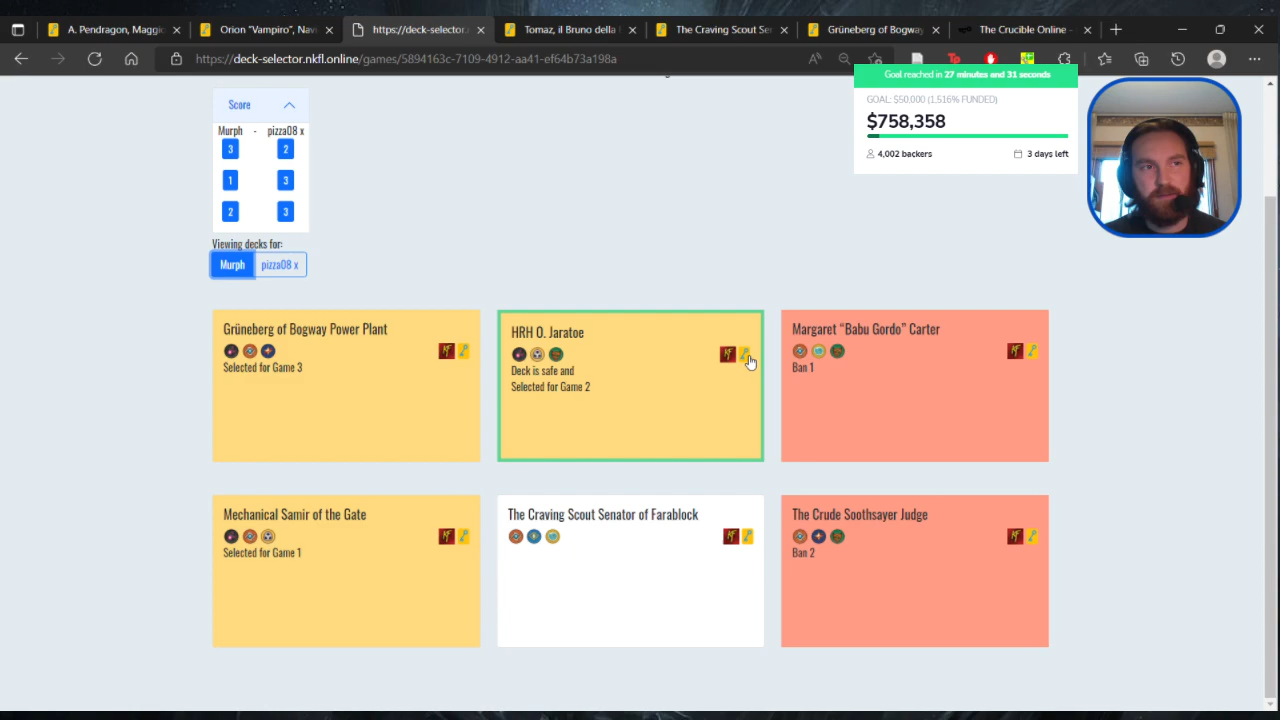 A. Pendragon, Maggio
Orion "Vampiro", Navi
https://deck-selector.
Tomaz, il Bruno della F
The Craving Scout Sen
Grüneberg of Bogway
The Crucible Online -
https://deck-selector.nkfl.online/games/5894163c-7109-4912-aa41-ef64b73a198a
Goal reached in 27 minutes and 31 seconds
GOAL: $50,000 (1,516% FUNDED)
$758,358
4,002 backers
3 days left
Score
Murph - pizza08 x
3 2
1 3
2 3
Viewing decks for:
Murph pizza08 x
Grüneberg of Bogway Power Plant
Selected for Game 3
HRH O. Jaratoe
Deck is safe and
Selected for Game 2
Margaret “Babu Gordo” Carter
Ban 1
Mechanical Samir of the Gate
Selected for Game 1
The Craving Scout Senator of Farablock
The Crude Soothsayer Judge
Ban 2